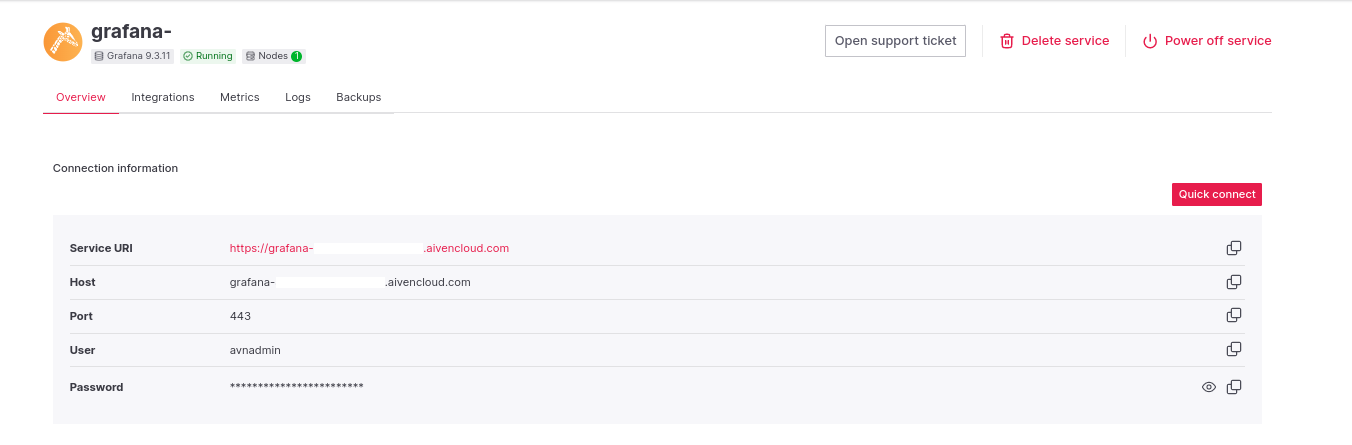 grafana-
Grafana 9.3.11 Running Nodes 1
Open support ticket Delete service Power off service
Overview Integrations Metrics Logs Backups
Connection information
Quick connect
Service URI https://grafana- .aivencloud.com
Host grafana- .aivencloud.com
Port 443
User avnadmin
Password ************************